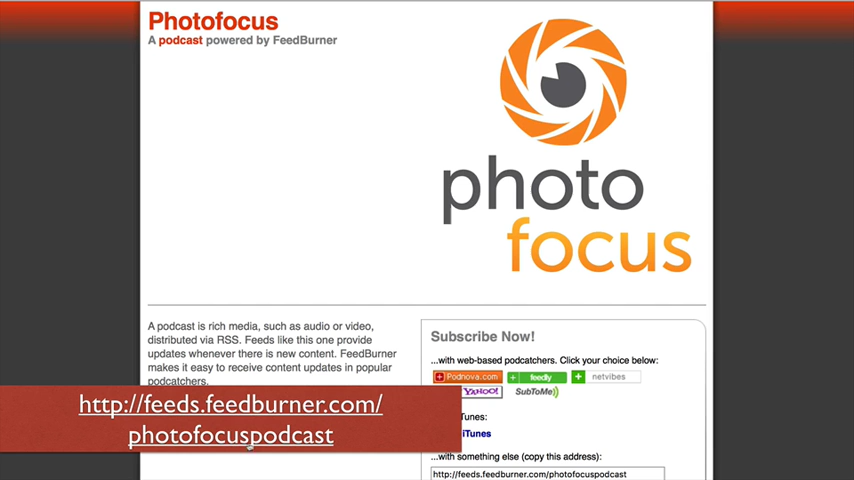 Photofocus
A podcast powered by FeedBurner
photo
focus
A podcast is rich media, such as audio or video,
distributed via RSS. Feeds like this one provide
updates whenever there is new content. FeedBurner
makes it easy to receive content updates in popular
podcatchers.
http://feeds.feedburner.com/
photofocuspodcast
Subscribe Now!
...with web-based podcatchers. Click your choice below:
Podnova.com feedly netvibes
YAHOO! SubToMe
Tunes:
iTunes
...with something else (copy this address):
http://feeds.feedburner.com/photofocuspodcast